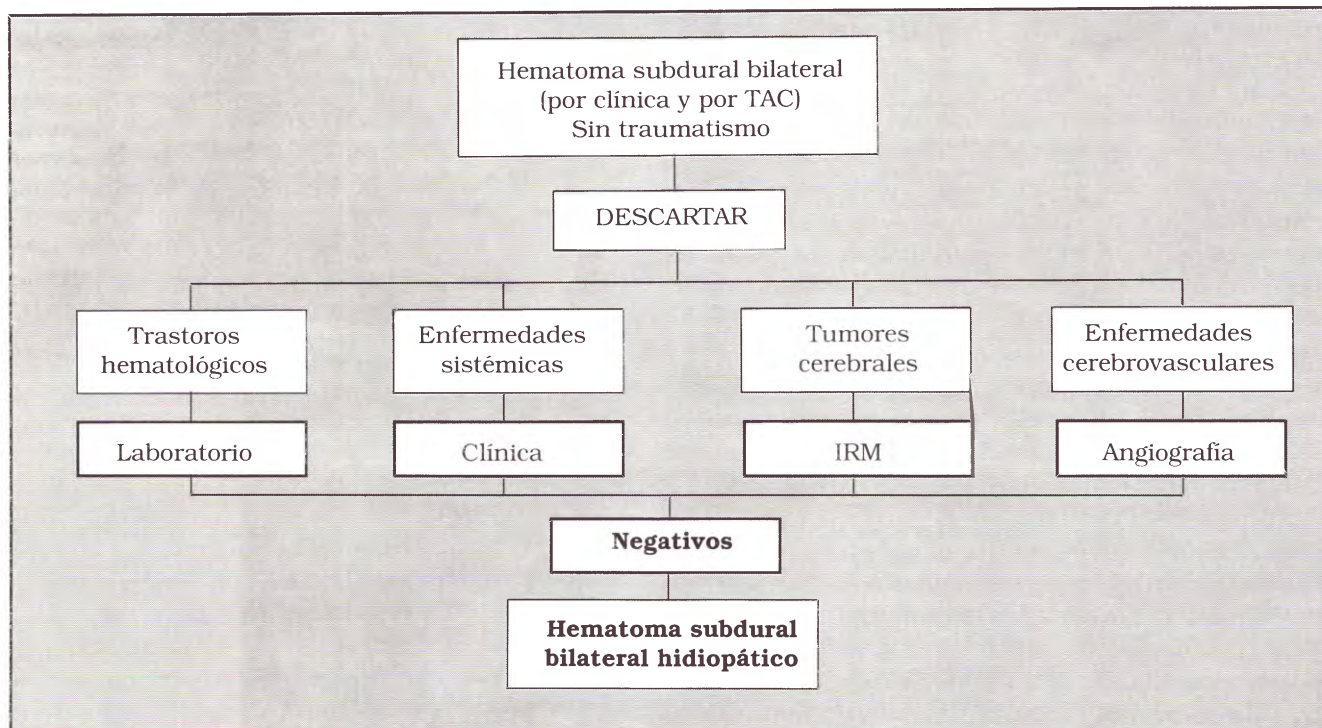 Hematoma subdural bilateral
(por clínica y por TAC)
Sin traumatismo
DESCARTAR
Trastoros
hematológicos
Enfermedades
sistémicas
Tumores
cerebrales
Enfermedades
cerebrovasculares
Laboratorio
Clínica
IRM
Angiografía
Negativos
Hematoma subdural
bilateral hidiopático